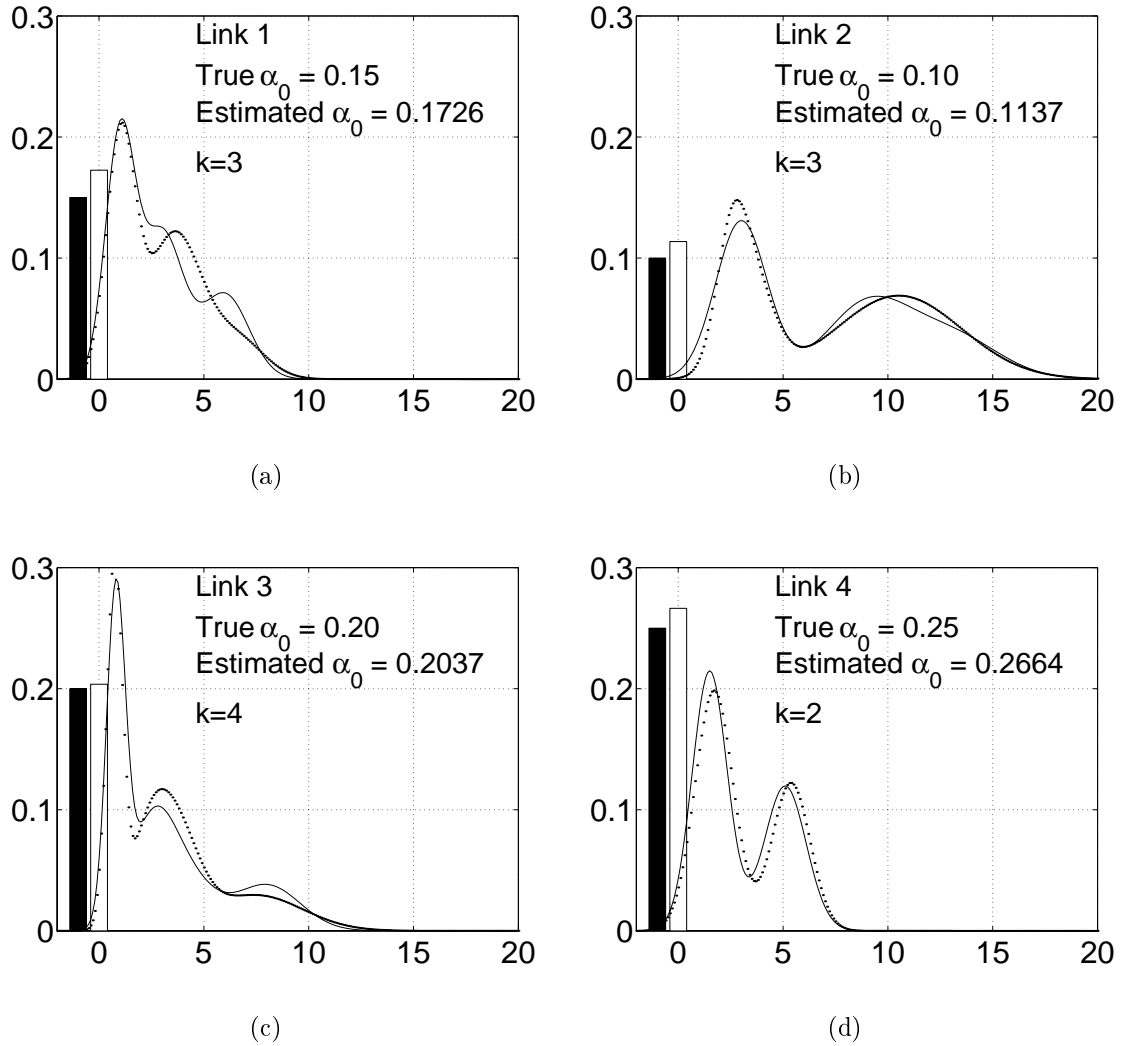 0.3
0.2
0.1
0
0 5 10 15 20
Link 1
True α₀ = 0.15
Estimated α₀ = 0.1726
k=3
(a)
0.3
0.2
0.1
0
0 5 10 15 20
Link 2
True α₀ = 0.10
Estimated α₀ = 0.1137
k=3
(b)
0.3
0.2
0.1
0
0 5 10 15 20
Link 3
True α₀ = 0.20
Estimated α₀ = 0.2037
k=4
(c)
0.3
0.2
0.1
0
0 5 10 15 20
Link 4
True α₀ = 0.25
Estimated α₀ = 0.2664
k=2
(d)